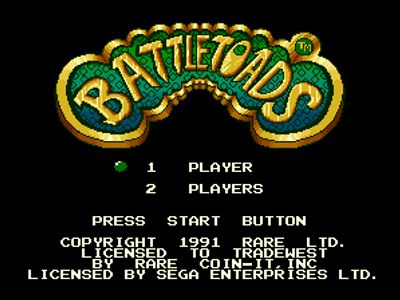 BATTLETOADS TM
1 PLAYER
2 PLAYERS
PRESS START BUTTON
COPYRIGHT 1991 RARE LTD.
LICENSED TO TRADEWEST
BY RARE COIN-IT,INC
LICENSED BY SEGA ENTERPRISES LTD.